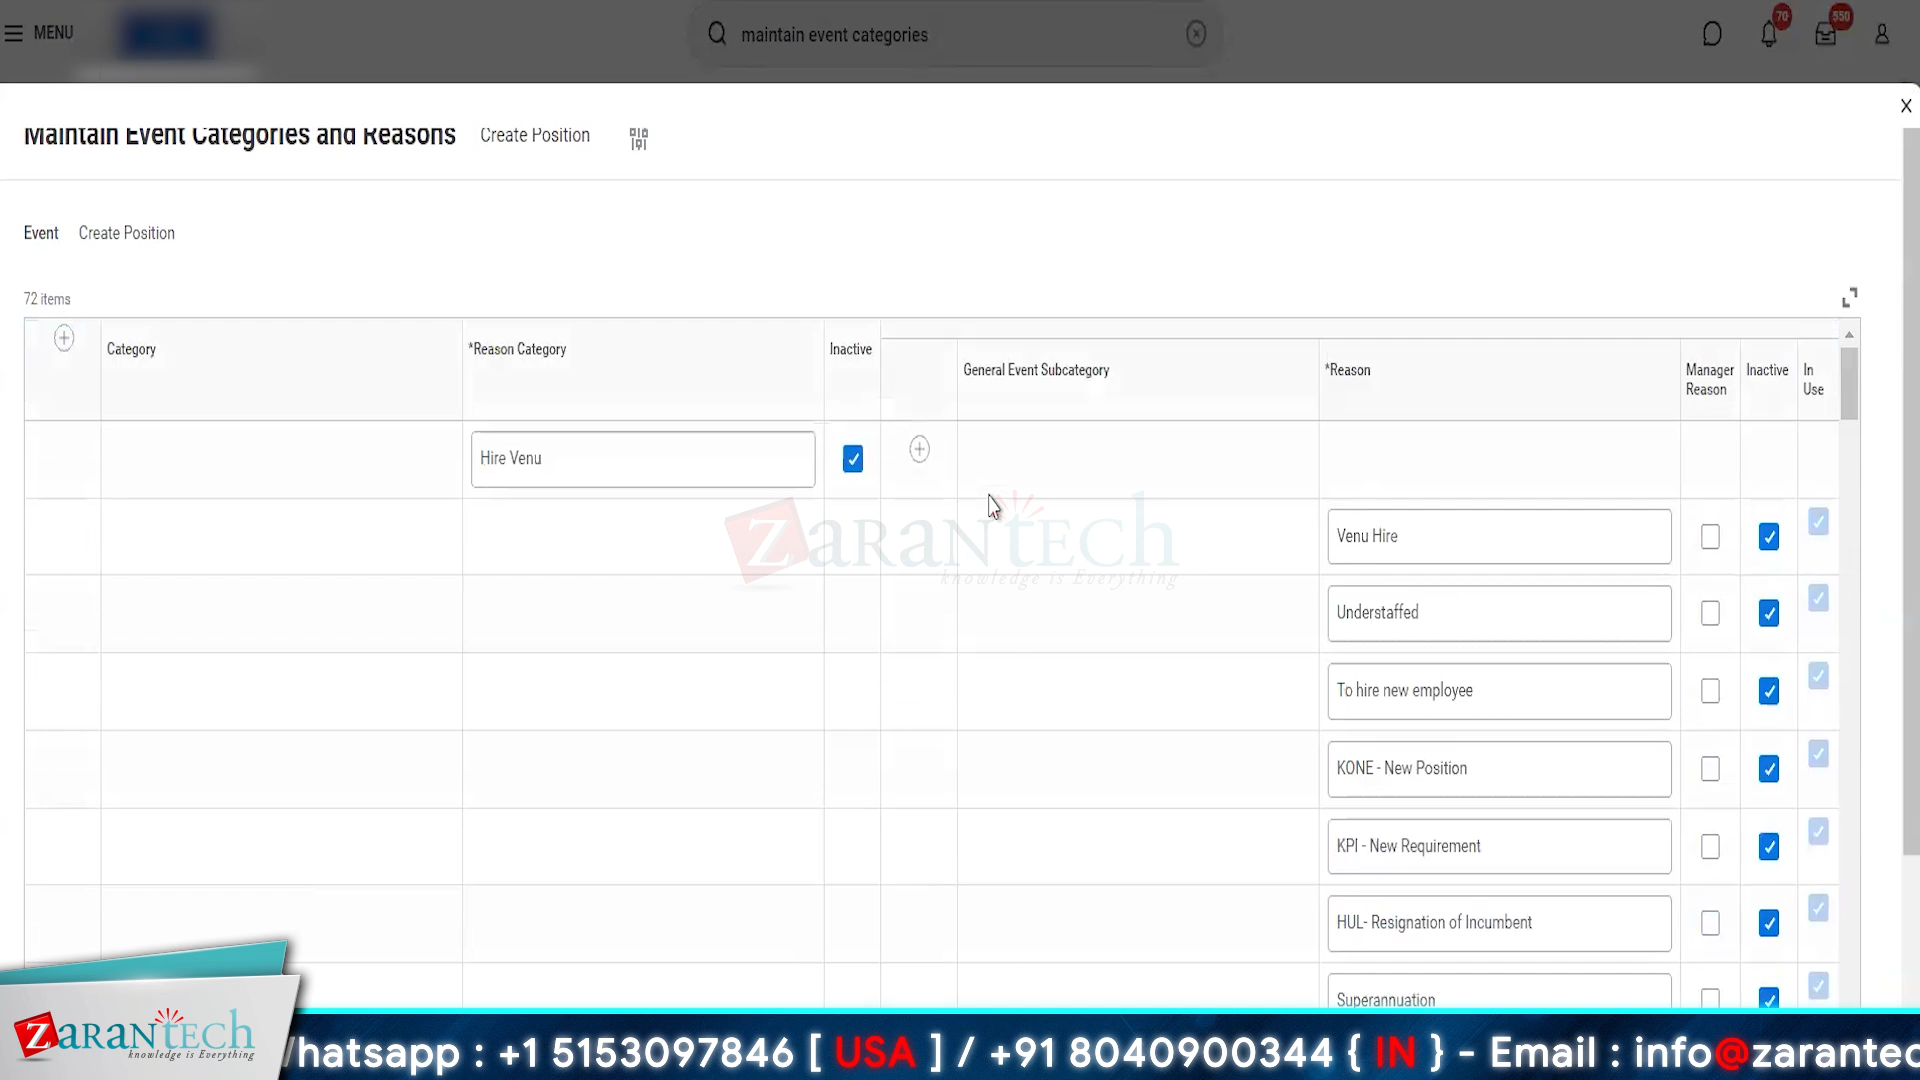 MENU
maintain event categories
70
550
X
Maintain Event Categories and Reasons Create Position
Event Create Position
72 items
Category
*Reason Category
Inactive
General Event Subcategory
*Reason
Manager Reason
Inactive
In Use
Hire Venu
Venu Hire
Understaffed
To hire new employee
KONE - New Position
KPI - New Requirement
HUL- Resignation of Incumbent
Superannuation
ZaranTech
knowledge is Everything
ZaranTech
knowledge is Everything
hatsapp : +1 5153097846 [ USA ] / +91 8040900344 { IN } - Email : info@zarantec